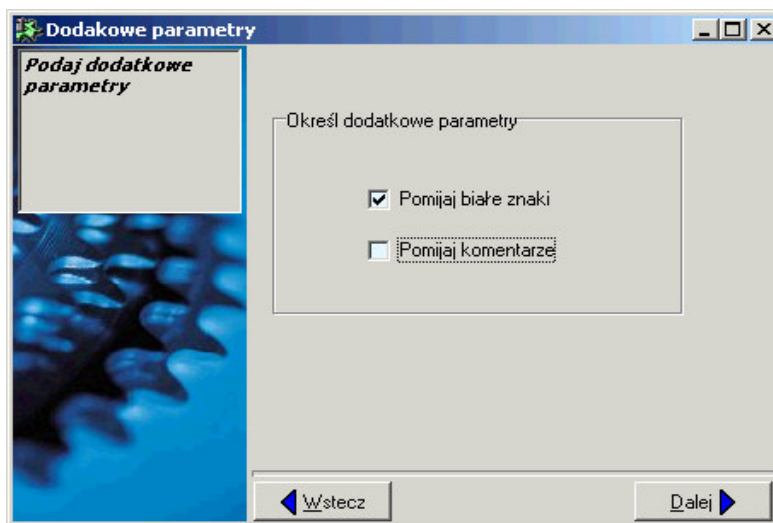 Dodakowe parametry
Podaj dodatkowe
parametry
Określ dodatkowe parametry
Pomijaj białe znaki
Pomijaj komentarze
Wstecz
Dalej